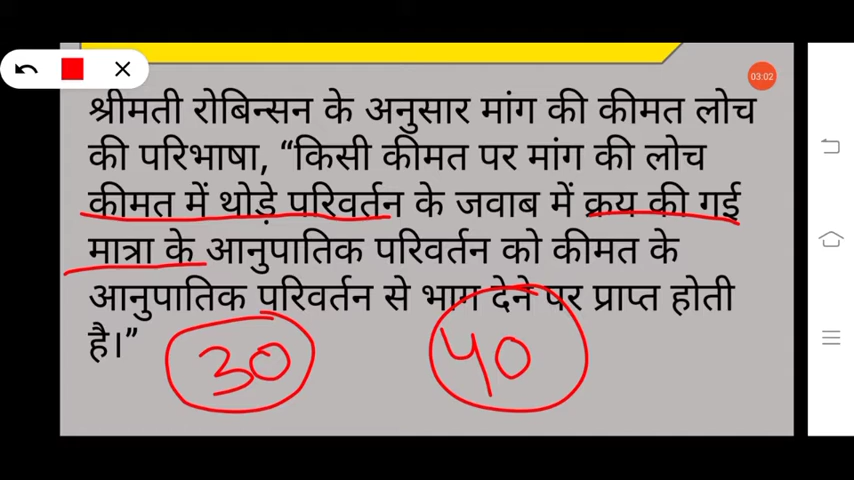 03:02
श्रीमती रोबिन्सन के अनुसार मांग की कीमत लोच
की परिभाषा, “किसी कीमत पर मांग की लोच
कीमत में थोड़े परिवर्तन के जवाब में क्रय की गई
मात्रा के आनुपातिक परिवर्तन को कीमत के
आनुपातिक परिवर्तन से भाग देने पर प्राप्त होती
है।”
30 40